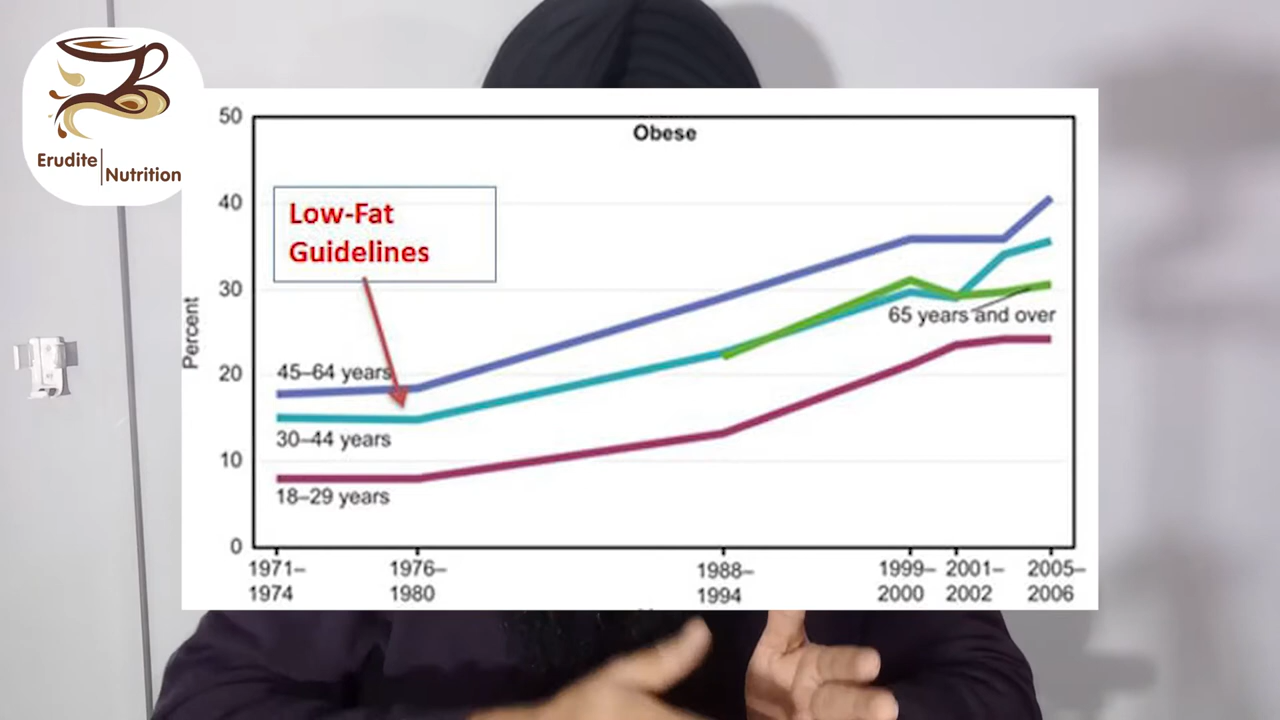 Erudite
Nutrition
Obese
Low-Fat
Guidelines
Percent
50
40
30
20
10
0
45–64 years
30–44 years
18–29 years
65 years and over
1971–
1974
1976–
1980
1988–
1994
1999–
2000
2001–
2002
2005–
2006